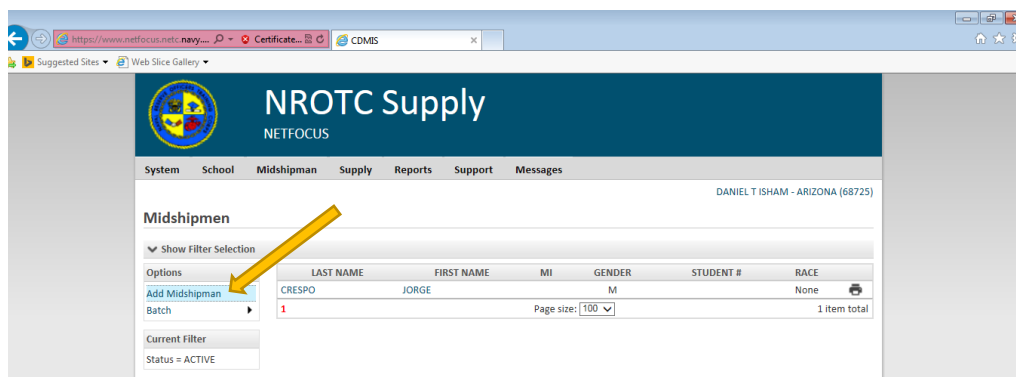 https://www.netfocus.netc.navy.... Certificate... CDMIS
Suggested Sites Web Slice Gallery
NROTC Supply
NETFOCUS
System School Midshipman Supply Reports Support Messages
DANIEL T ISHAM - ARIZONA (68725)
Midshipmen
Show Filter Selection
Options
LAST NAME FIRST NAME MI GENDER STUDENT # RACE
Add Midshipman
CRESPO JORGE M None
Batch
1 Page size: 100 1 item total
Current Filter
Status = ACTIVE